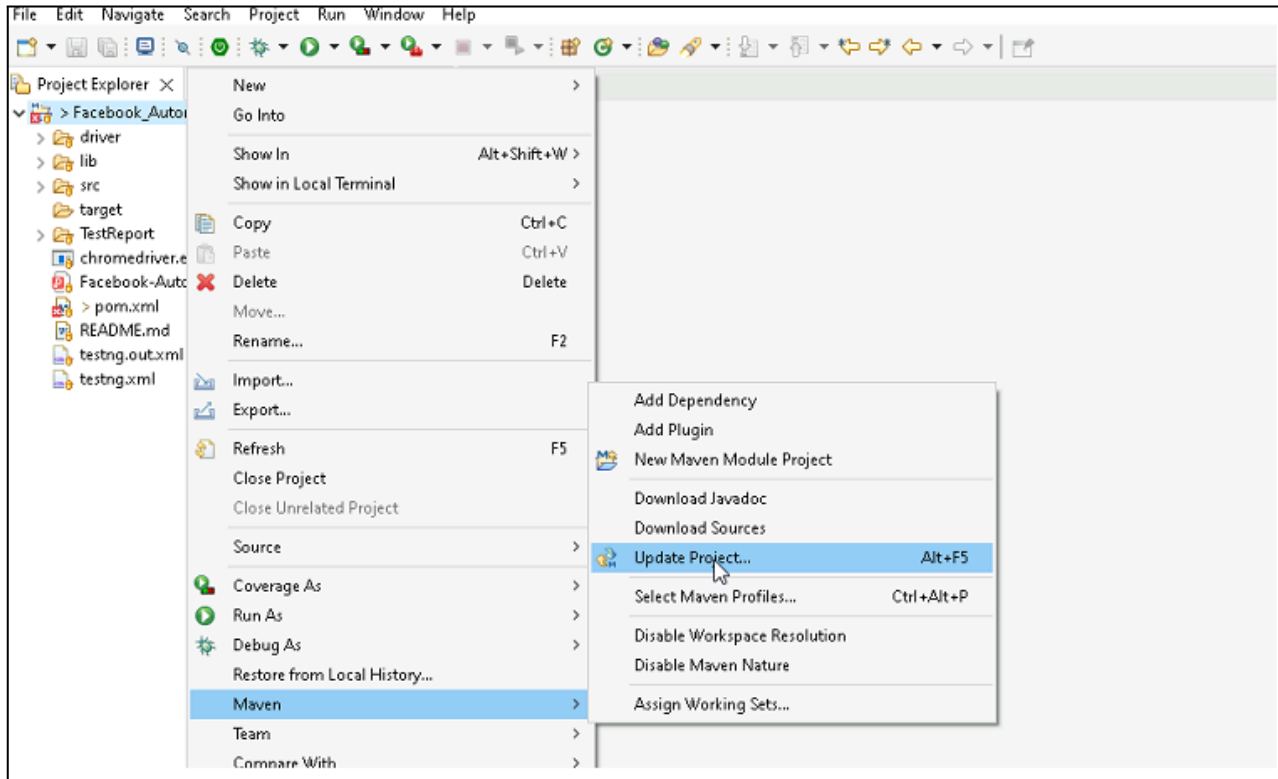 File Edit Navigate Search Project Run Window Help
Project Explorer
> Facebook_Auto
driver
lib
src
target
TestReport
chromedriver.e
Facebook-Auto
> pom.xml
README.md
testng.out.xml
testng.xml
New
Go Into
Show In Alt+Shift+W >
Show in Local Terminal
Copy Ctrl+C
Paste Ctrl+V
Delete Delete
Move...
Rename... F2
Import...
Export...
Refresh F5
Close Project
Close Unrelated Project
Source
Coverage As
Run As
Debug As
Restore from Local History...
Maven
Team
Compare With
Add Dependency
Add Plugin
New Maven Module Project
Download Javadoc
Download Sources
Update Project... Alt+F5
Select Maven Profiles... Ctrl+Alt+P
Disable Workspace Resolution
Disable Maven Nature
Assign Working Sets...